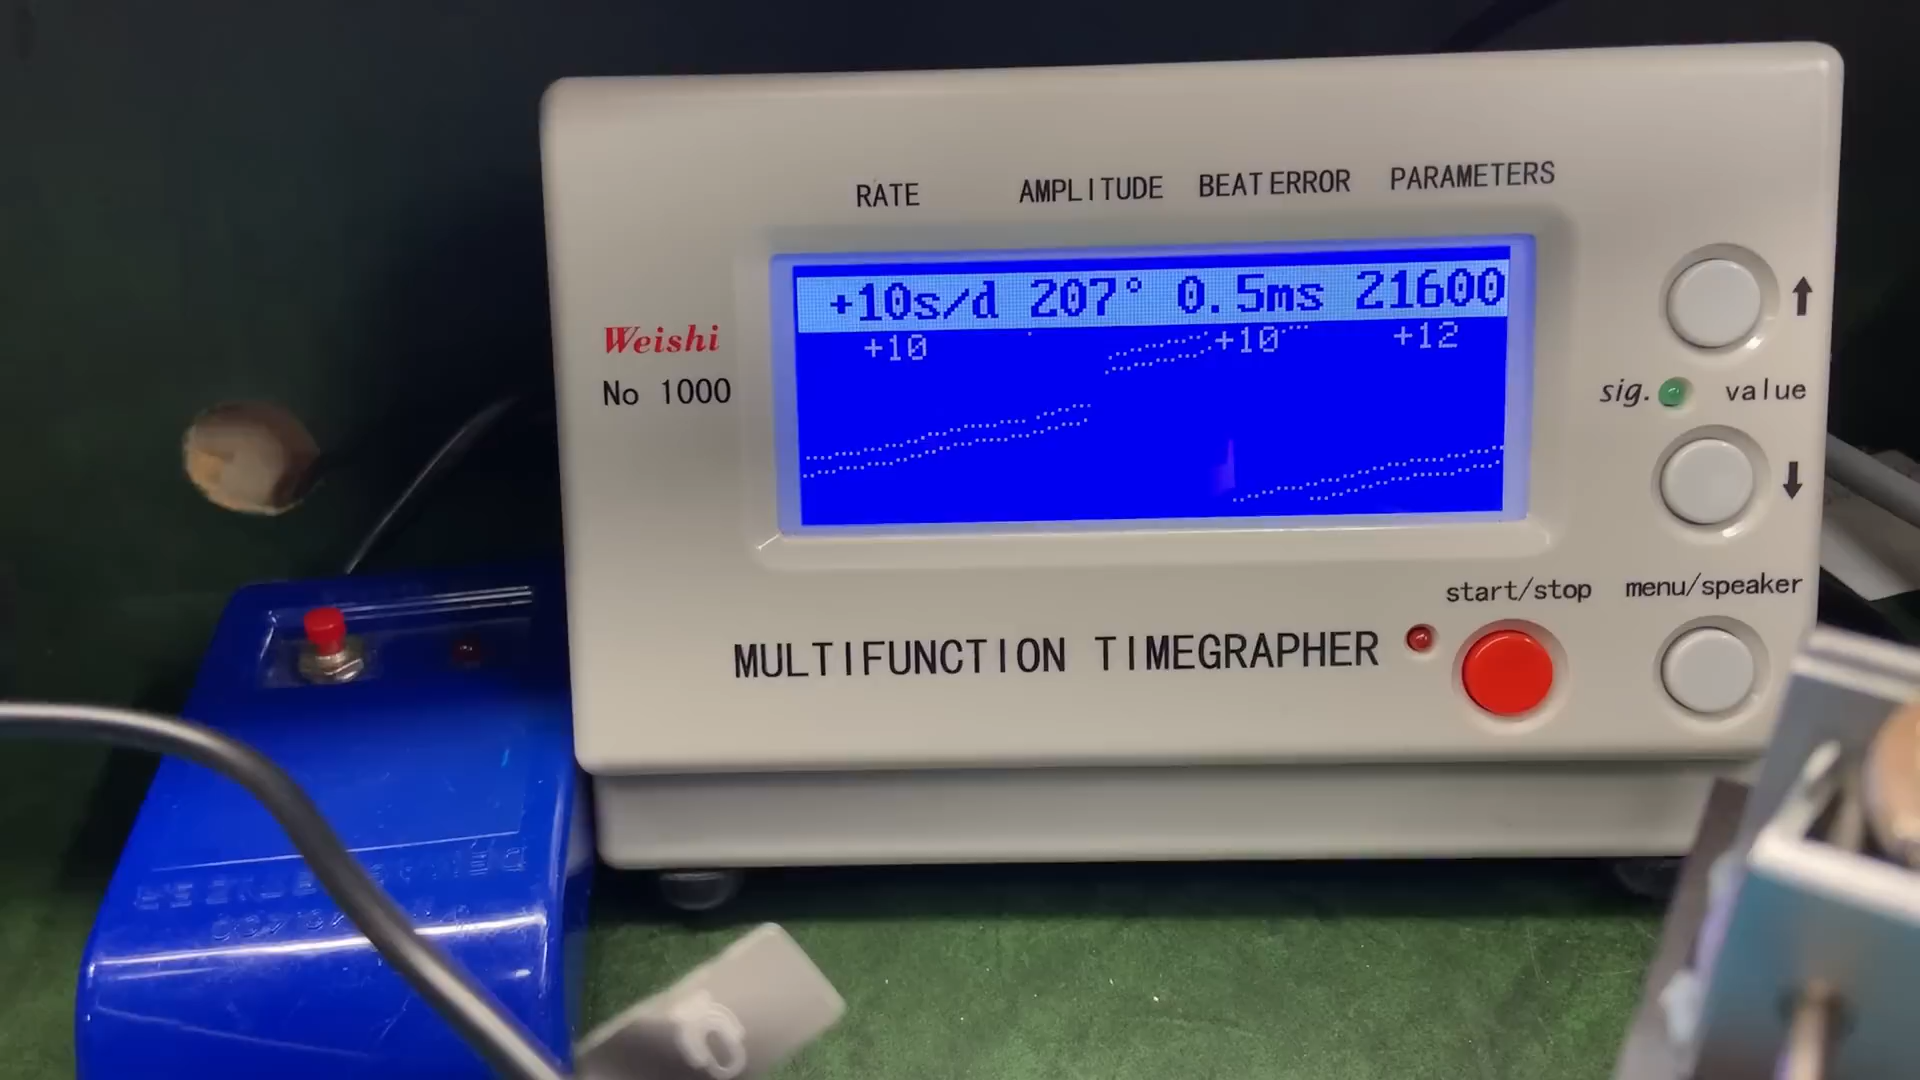 RATE AMPLITUDE BEAT ERROR PARAMETERS
+10s/d 207° 0.5ms 21600
+10 +10 +12
Weishi
No 1000
sig. value
start/stop menu/speaker
MULTIFUNCTION TIMEGRAPHER